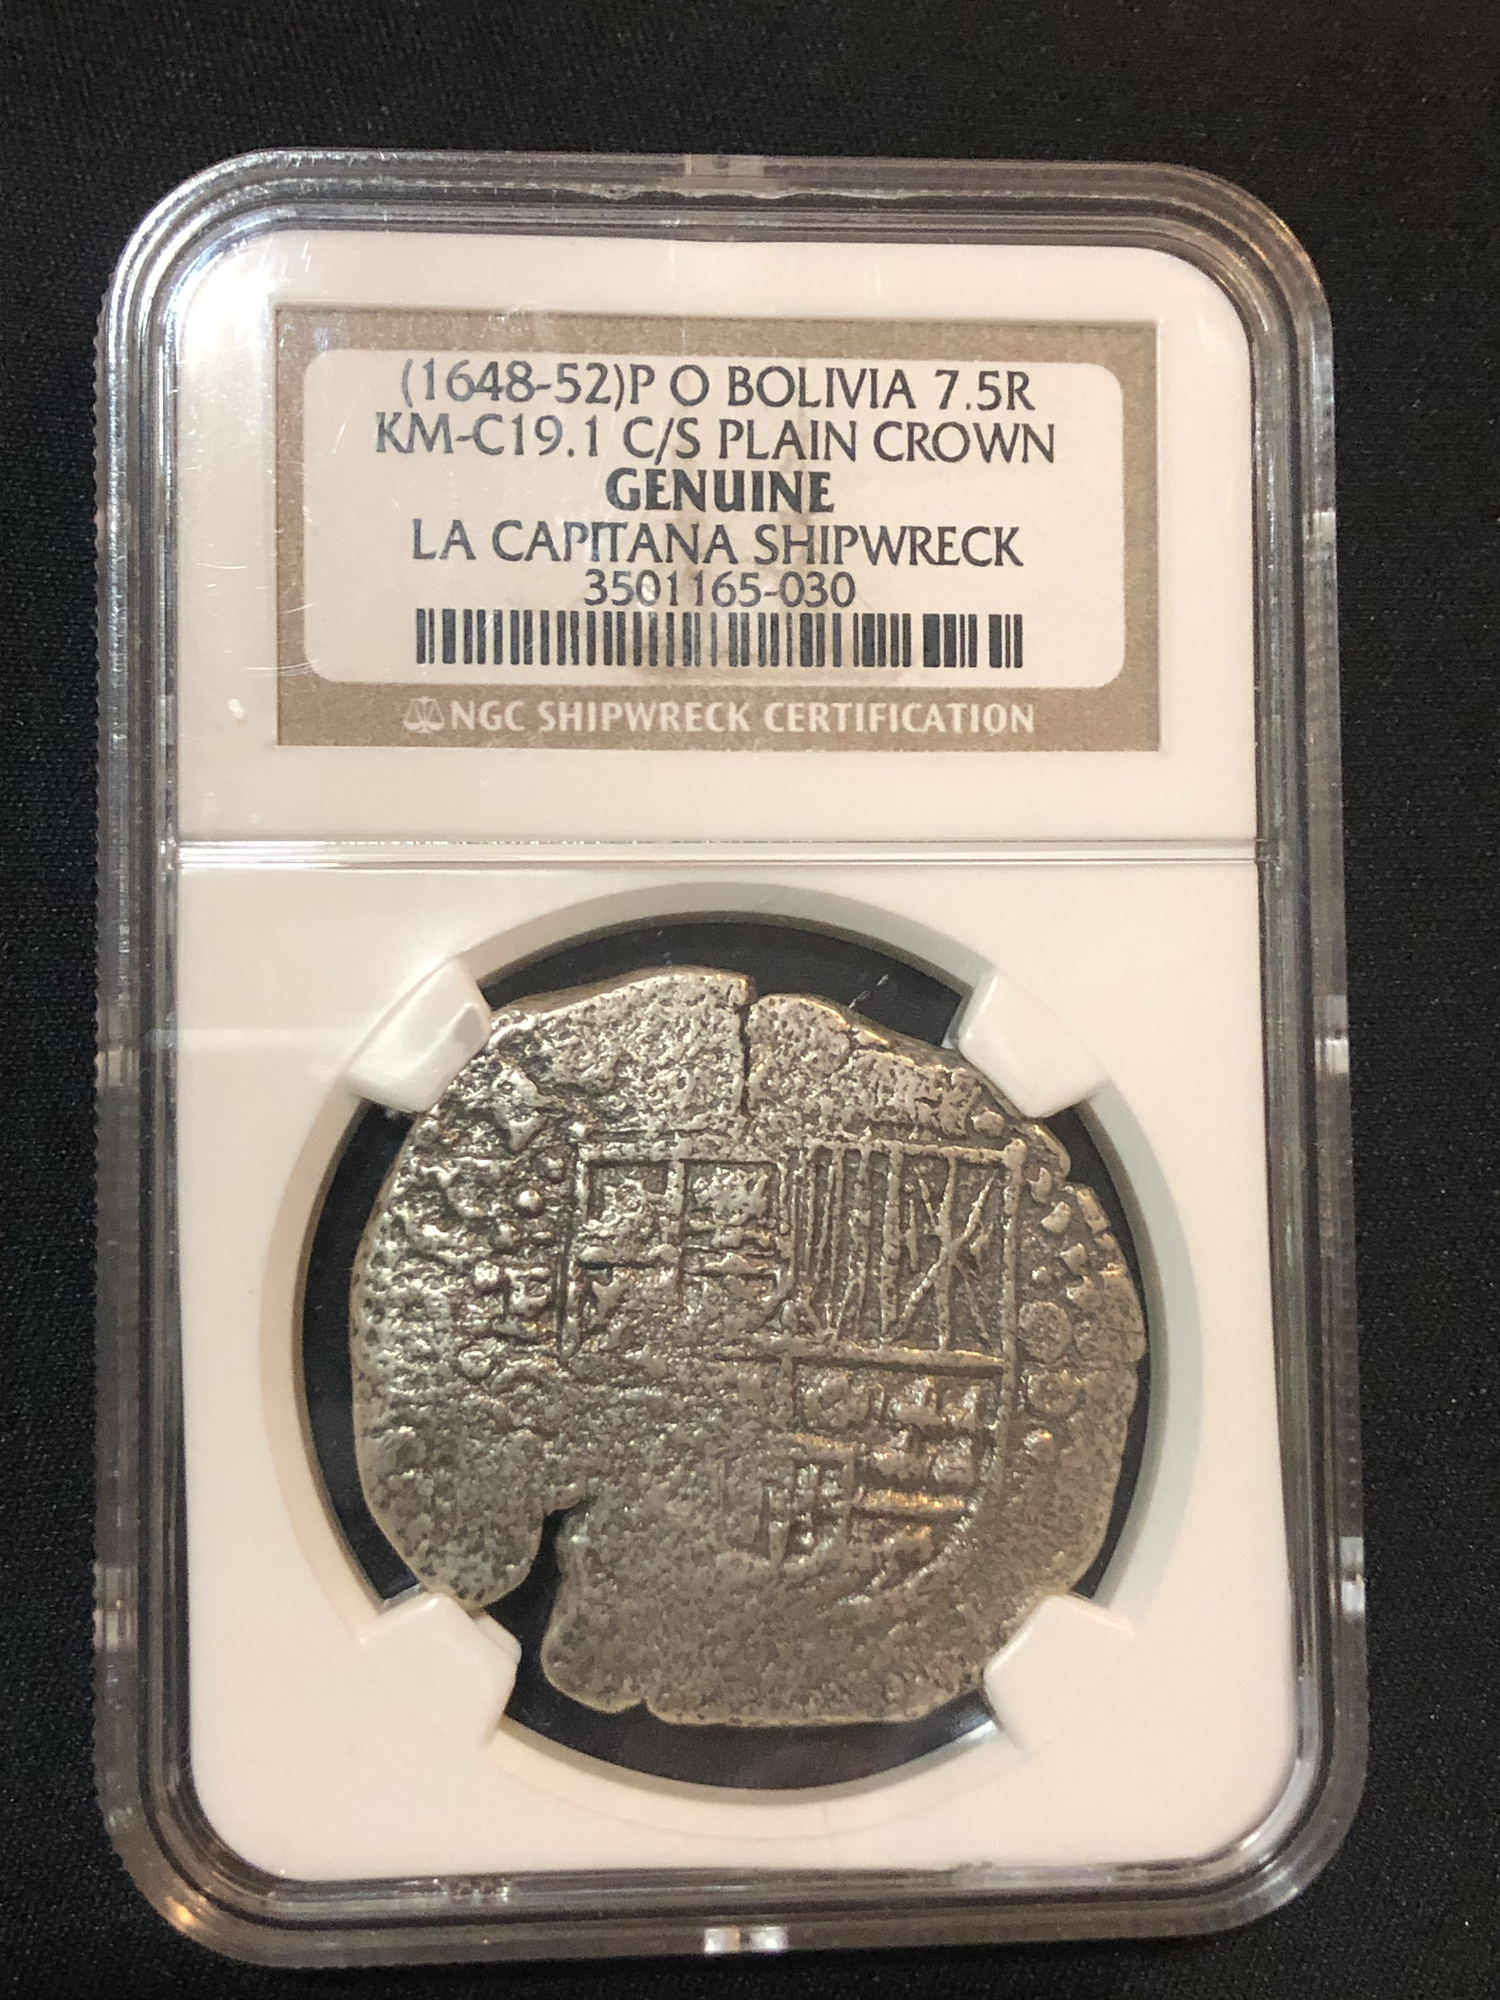 (1648-52)P O BOLIVIA 7.5R
KM-C19.1 C/S PLAIN CROWN
GENUINE
LA CAPITANA SHIPWRECK
3501165-030
NGC SHIPWRECK CERTIFICATION